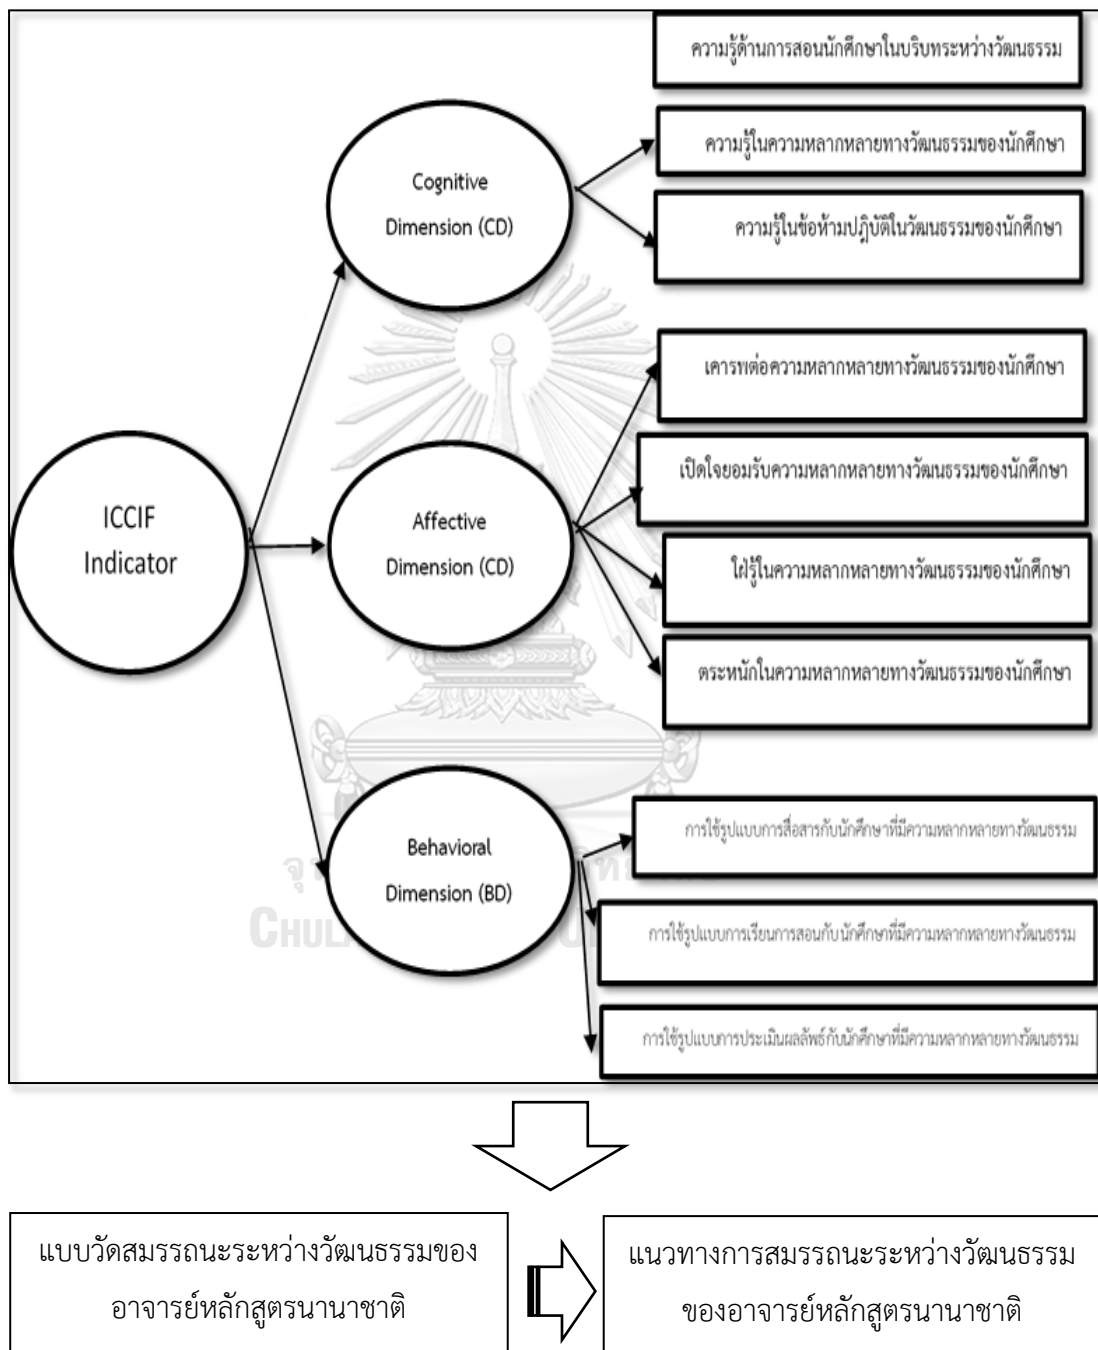 ความรู้ด้านการสอนนักศึกษาในบริบทระหว่างวัฒนธรรม
ความรู้ในความหลากหลายทางวัฒนธรรมของนักศึกษา
Cognitive
Dimension (CD)
ความรู้ในข้อห้ามปฎิบัติในวัฒนธรรมของนักศึกษา
เคารพต่อความหลากหลายทางวัฒนธรรมของนักศึกษา
เปิดใจยอมรับความหลากหลายทางวัฒนธรรมของนักศึกษา
ICCIF
Indicator
Affective
Dimension (CD)
ใฝ่รู้ในความหลากหลายทางวัฒนธรรมของนักศึกษา
ตระหนักในความหลากหลายทางวัฒนธรรมของนักศึกษา
การใช้รูปแบบการสื่อสารกับนักศึกษาที่มีความหลากหลายทางวัฒนธรรม
Behavioral
Dimension (BD)
การใช้รูปแบบการเรียนการสอนกับนักศึกษาที่มีความหลากหลายทางวัฒนธรรม
การใช้รูปแบบการประเมินผลลัพธ์กับนักศึกษาที่มีความหลากหลายทางวัฒนธรรม
แบบวัดสมรรถนะระหว่างวัฒนธรรมของ
อาจารย์หลักสูตรนานาชาติ
แนวทางการสมรรถนะระหว่างวัฒนธรรม
ของอาจารย์หลักสูตรนานาชาติ